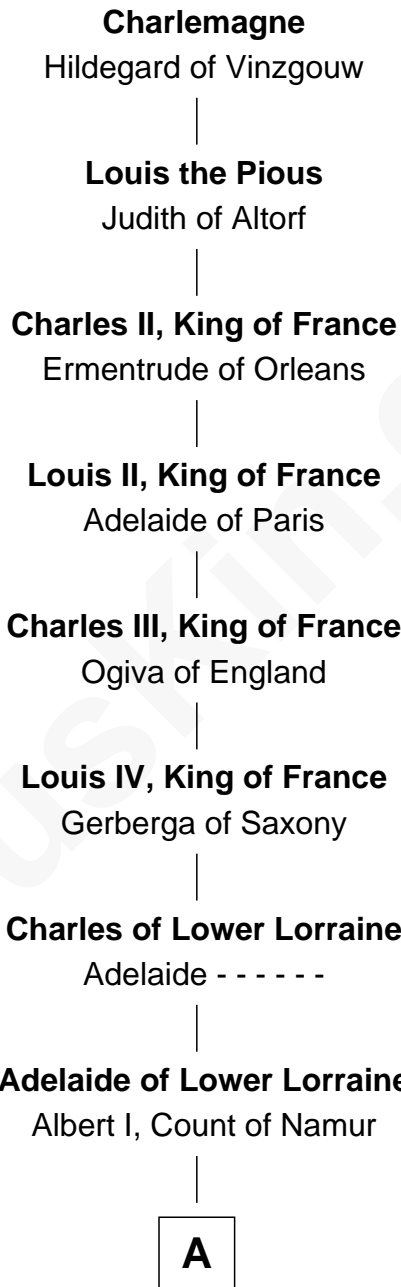 Charlemagne
Hildegard of Vinzgouw
Louis the Pious
Judith of Altorf
Charles II, King of France
Ermentrude of Orleans
Louis II, King of France
Adelaide of Paris
Charles III, King of France
Ogiva of England
Louis IV, King of France
Gerberga of Saxony
Charles of Lower Lorraine
Adelaide - - - - - -
Adelaide of Lower Lorraine
Albert I, Count of Namur
A